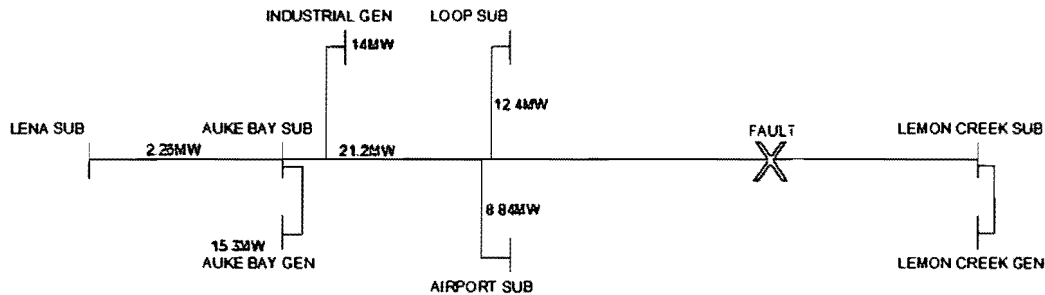 INDUSTRIAL GEN
LOOP SUB
14MW
12.4MW
LENA SUB
AUKE BAY SUB
FAULT
LEMON CREEK SUB
2.25MW
21.2MW
8.84MW
15.3MW
AUKE BAY GEN
LEMON CREEK GEN
AIRPORT SUB